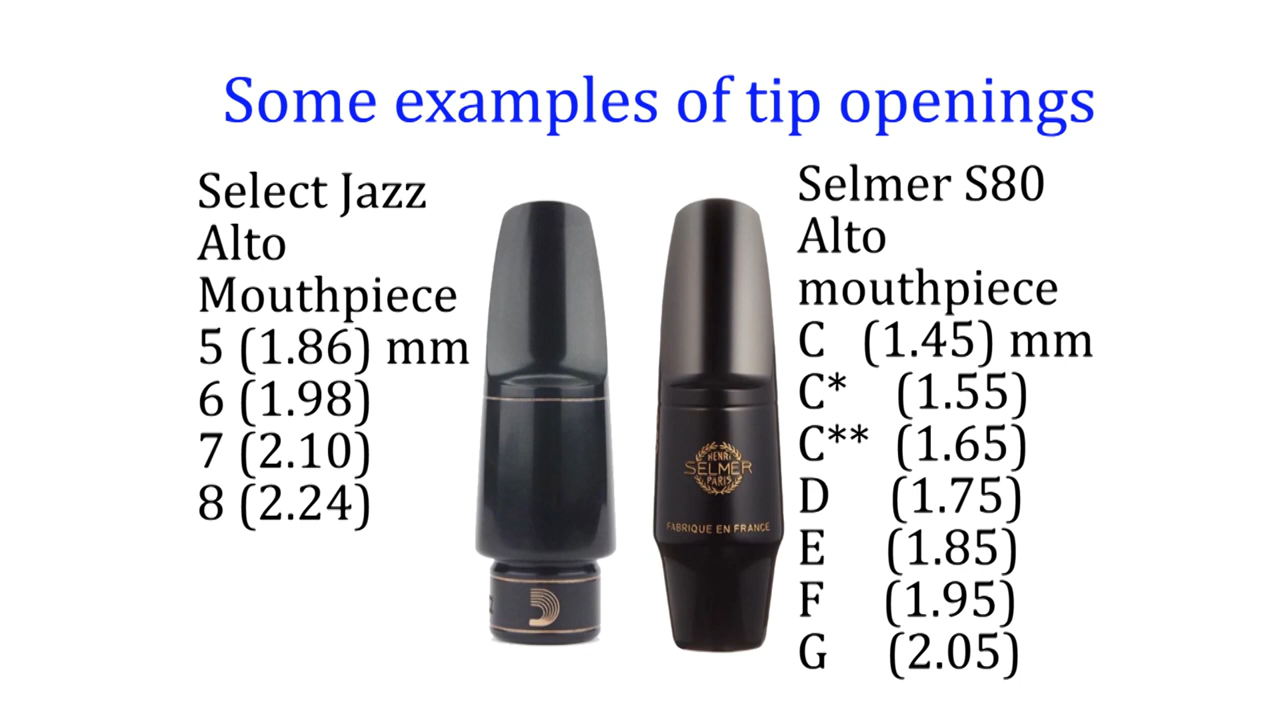 Some examples of tip openings
Select Jazz
Alto
Mouthpiece
5 (1.86) mm
6 (1.98)
7 (2.10)
8 (2.24)
HENRI
SELMER
PARIS
FABRIQUE EN FRANCE
Selmer S80
Alto
mouthpiece
C (1.45) mm
C* (1.55)
C** (1.65)
D (1.75)
E (1.85)
F (1.95)
G (2.05)